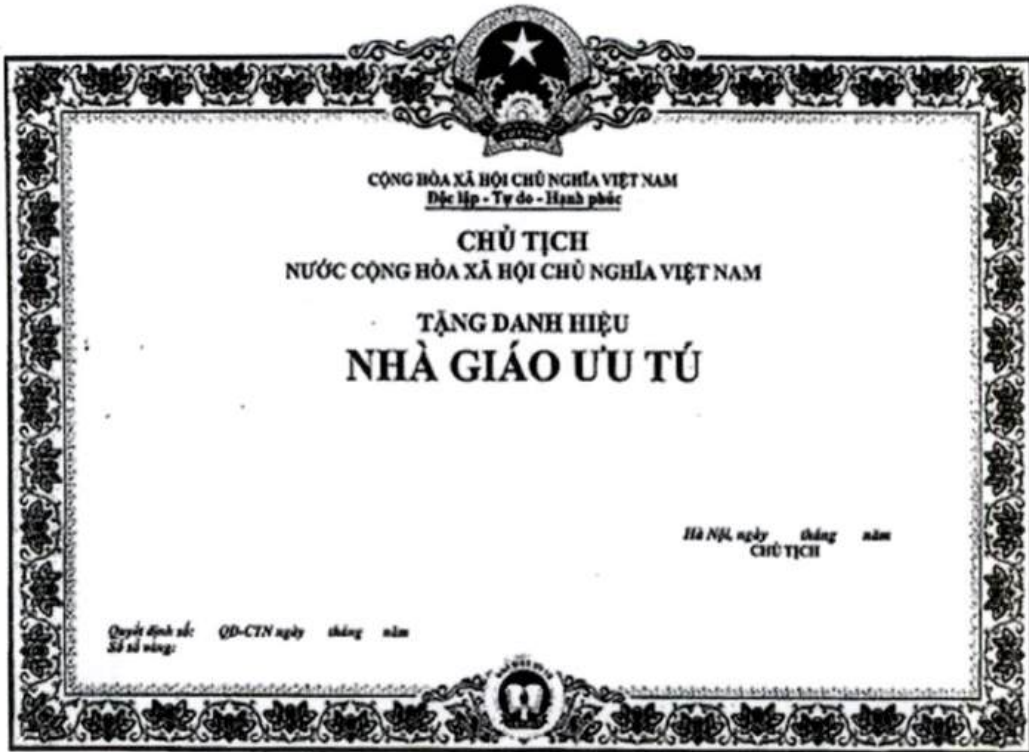 CỘNG HÒA XÃ HỘI CHỦ NGHĨA VIỆT NAM
Độc lập - Tự do - Hạnh phúc
CHỦ TỊCH
NƯỚC CỘNG HÒA XÃ HỘI CHỦ NGHĨA VIỆT NAM
TẶNG DANH HIỆU
NHÀ GIÁO ƯU TÚ
Hà Nội, ngày tháng năm
CHỦ TỊCH
Quyết định số: QĐ-CTN ngày tháng năm
Số sổ vàng: